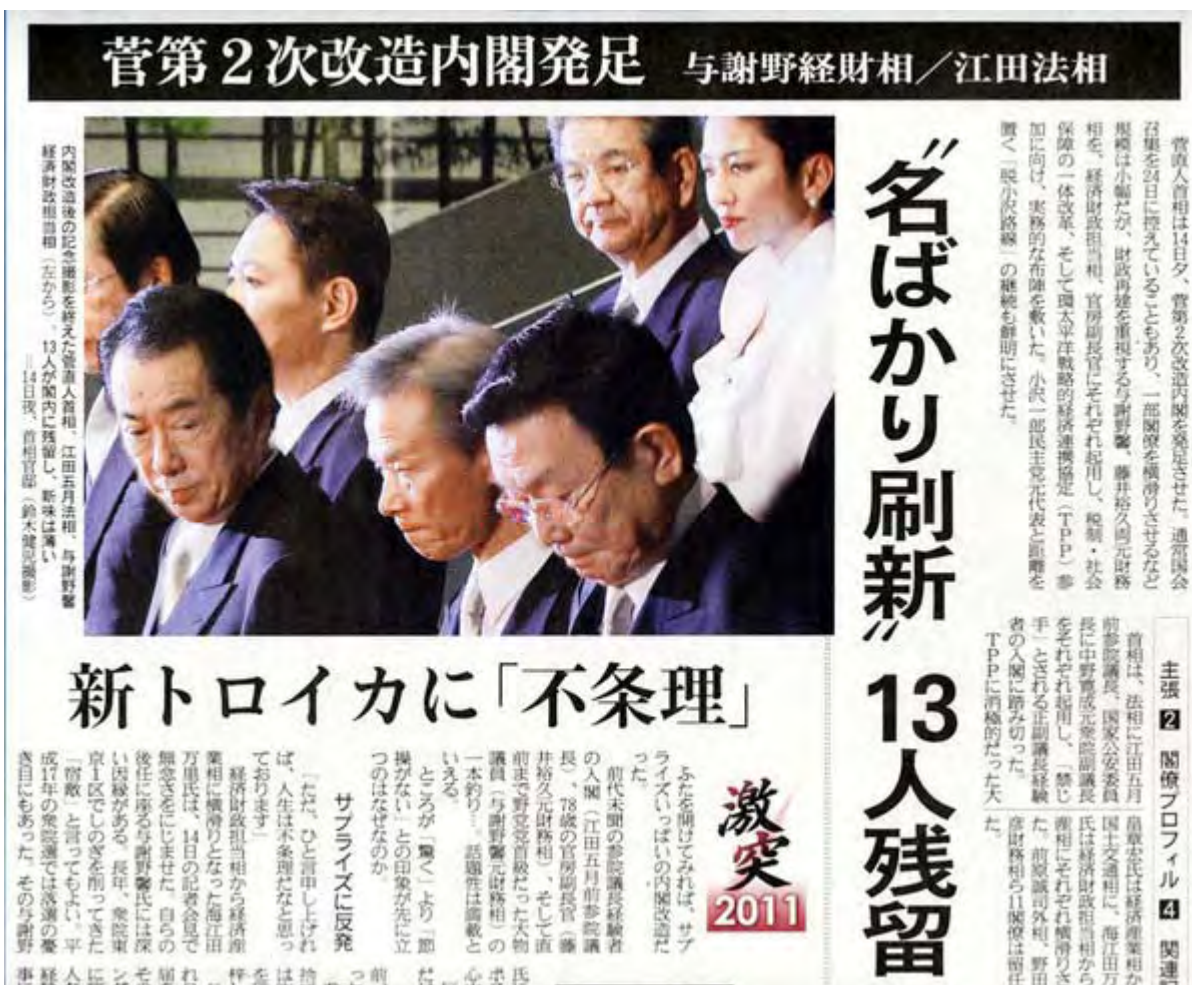 菅第2次改造内閣発足 与謝野経財相／江田法相
菅直人首相は14日夕、菅第2次改造内閣を発足させた。通常国会
召集を24日に控えていることもあり、一部閣僚を横滑りさせるなど
規模は小幅だが、財政再建を重視する与謝野馨、藤井裕久両元財務
相を、経済財政担当相、官房副長官にそれぞれ起用し、税制・社会
保障の一体改革、そして環太平洋戦略的経済連携協定（TPP）参
加に向け、実務的な布陣を敷いた。小沢一郎民主党元代表と距離を
置く「脱小沢路線」の継続も鮮明にさせた。
“名ばかり刷新”13人残留
内閣改造後の記念撮影を終えた菅直人首相、江田五月法相、与謝野馨
経済財政担当相（左から）。13人が閣内に残留し、新味は薄い
＝14日夜、首相官邸（鈴木健児撮影）
主張2 閣僚プロフィル4 関連記
首相は、法相に江田五月
前参院議長、国家公安委員
長に中野寛成元衆院副議長
をそれぞれ起用し、「禁じ
手」とされる正副議長経験
者の入閣に踏み切った。
TPPに消極的だった大
畠章宏氏は経済産業相か
国土交通相に、海江田万
氏は経済財政担当相から
産相にそれぞれ横滑りさ
た。前原誠司外相、野田
彦財務相ら11閣僚は留任
た。
新トロイカに「不条理」
激突
2011
ふたを開けてみれば、サプ
ライズいっぱいの内閣改造だ
った。
前代未聞の参院議長経験者
の入閣（江田五月前参院議
長）、78歳の官房副長官（藤
井裕久元財務相）、そして直
前まで野党党首級だった大物
議員（与謝野馨元財務相）の
一本釣り…。話題性は満載と
いえる。
ところが「驚く」より「節
操がない」との印象が先に立
つのはなぜなのか。
サプライズに反発
「ただ、ひと言申し上げれ
ば、人生は不条理だなと思っ
ております」
経済財政担当相から経済産
業相に横滑りとなった海江田
万里氏は、14日の記者会見で
無念さをにじませた。自らの
後任に座る与謝野馨氏には深
い因縁がある。長年、衆院東
京1区でしのぎを削ってきた
「宿敵」と言ってもよい。平
成17年の衆院選では落選の憂
き目にもあった。その与謝野